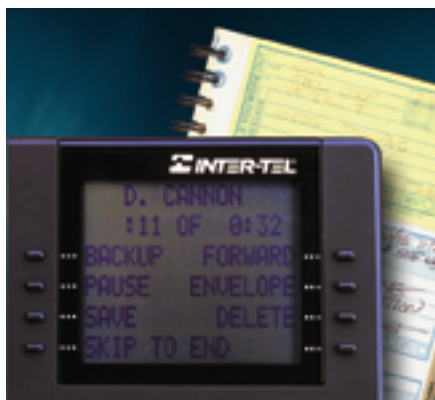 INTER-TEL
D. CANNON
:11 OF 0:32
BACKUP FORWARD
PAUSE ENVELOPE
SAVE DELETE
SKIP TO END